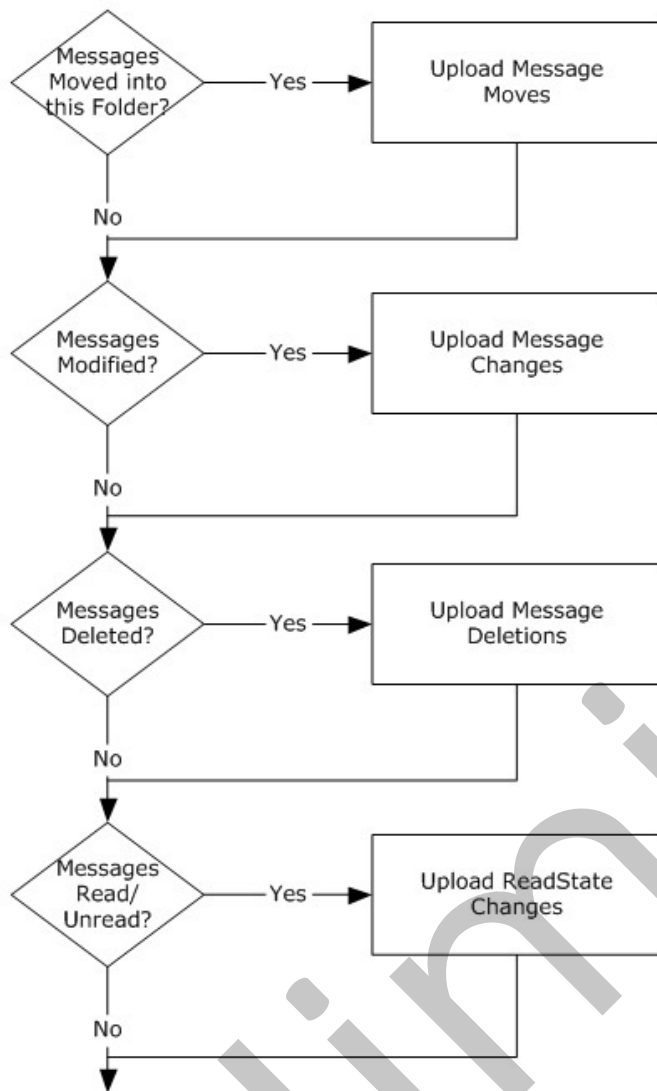 Messages
Moved into
this Folder?
Yes
Upload Message
Moves
No
Messages
Modified?
Yes
Upload Message
Changes
No
Messages
Deleted?
Yes
Upload Message
Deletions
No
Messages
Read/
Unread?
Yes
Upload ReadState
Changes
No